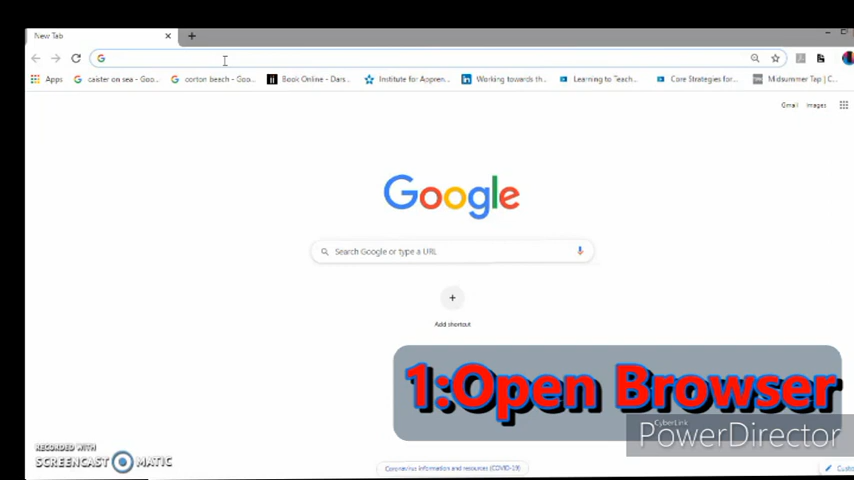 New Tab
Apps
caister on sea - Goo...
corton beach - Goo...
Book Online - Dars...
Institute for Appren...
Working towards th...
Learning to Teach...
Core Strategies for...
Midsummer Tap | C...
Gmail
Images
Google
Search Google or type a URL
+
Add shortcut
1:Open Browser
CyberLink
PowerDirector
RECORDED WITH
SCREENCAST MATIC
Coronavirus information and resources (COVID-19)
Custo